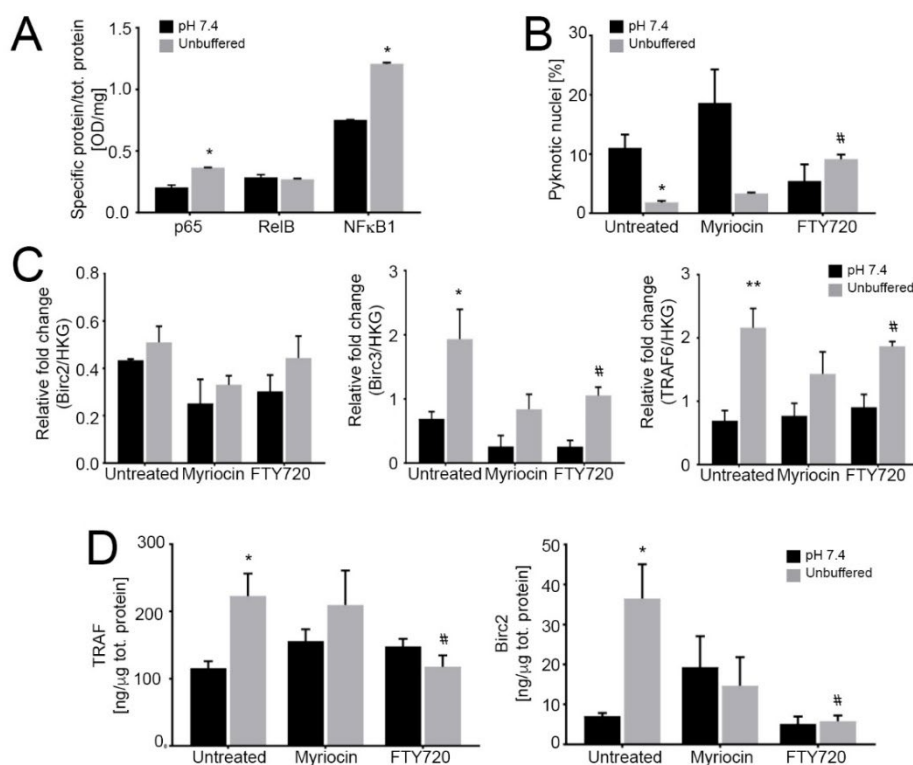 A
pH 7.4
Unbuffered
Specific protein/tot. protein
[OD/mg]
1.5
1.0
0.5
0.0
*
*
p65
RelB
NFκB1
B
pH 7.4
Unbuffered
Pyknotic nuclei [%]
30
20
10
0
*
#
Untreated
Myriocin
FTY720
C
Relative fold change
(Birc2/HKG)
0.8
0.6
0.4
0.2
0.0
Untreated Myriocin FTY720
Relative fold change
(Birc3/HKG)
3
2
1
0
*
#
Untreated Myriocin FTY720
pH 7.4
Unbuffered
Relative fold change
(TRAF6/HKG)
3
2
1
0
**
#
Untreated Myriocin FTY720
D
TRAF
[ng/µg tot. protein]
300
200
100
0.
*
#
Untreated
Myriocin
FTY720
pH 7.4
Unbuffered
Birc2
[ng/µg tot. protein]
50
40
30
20
10
0
*
#
Untreated
Myriocin
FTY720